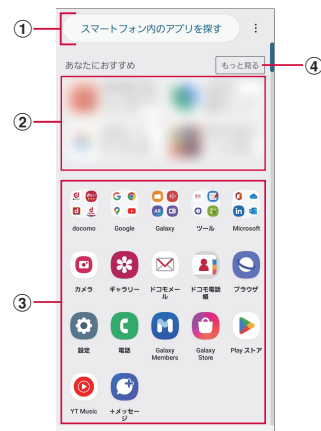 ① スマートフォン内のアプリを探す
あなたにおすすめ もっと見る ④
②
③
docomo Google Galaxy ツール Microsoft
カメラ ギャラリー ドコモメー
ル ドコモ電話
帳 ブラウザ
設定 電話 Galaxy
Members Galaxy
Store Play ストア
YT Music +メッセー
ジ